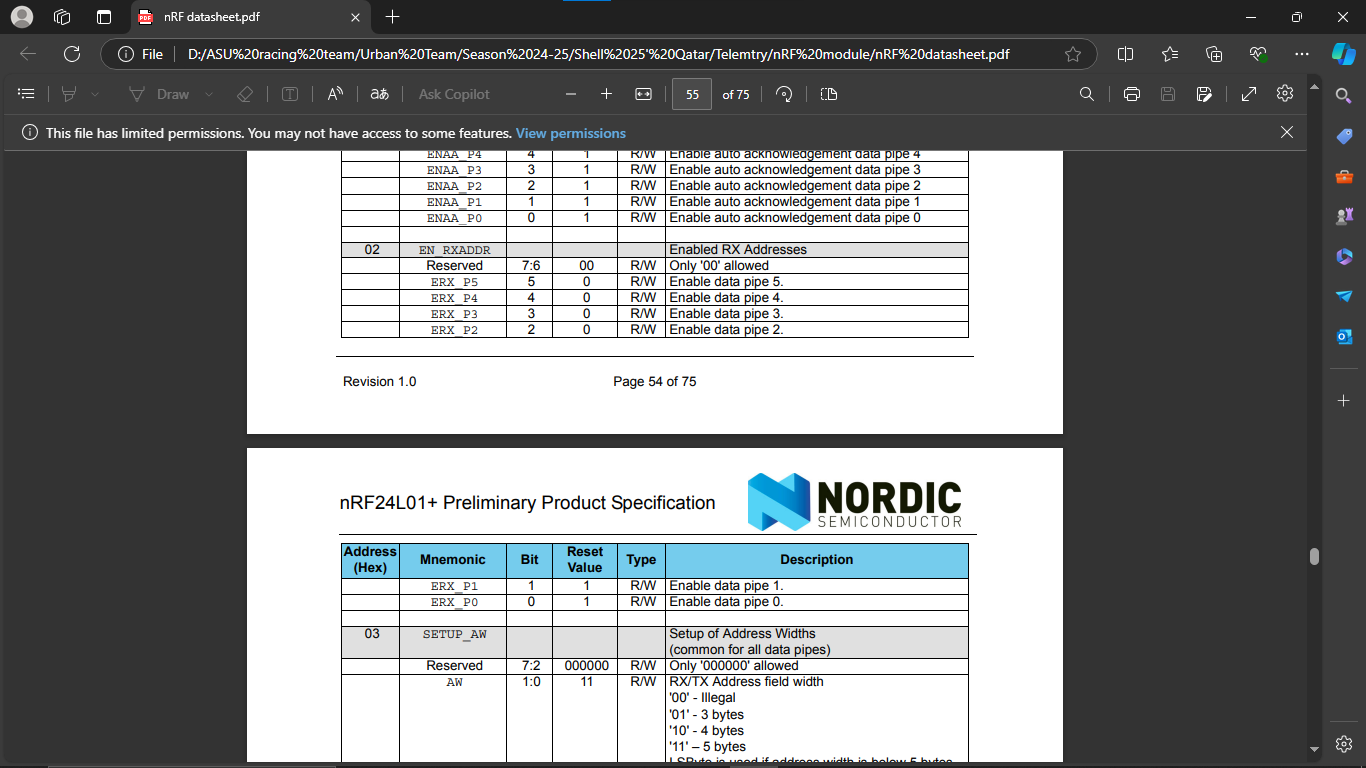 nRF datasheet.pdf
File D:/ASU%20racing%20team/Urban%20Team/Season%2024-25/Shell%2025'%20Qatar/Telemtry/nRF%20module/nRF%20datasheet.pdf
Draw Ask Copilot 55 of 75
This file has limited permissions. You may not have access to some features. View permissions
ENAA_P4 4 1 R/W Enable auto acknowledgement data pipe 4
ENAA_P3 3 1 R/W Enable auto acknowledgement data pipe 3
ENAA_P2 2 1 R/W Enable auto acknowledgement data pipe 2
ENAA_P1 1 1 R/W Enable auto acknowledgement data pipe 1
ENAA_P0 0 1 R/W Enable auto acknowledgement data pipe 0
02 EN_RXADDR Enabled RX Addresses
Reserved 7:6 00 R/W Only '00' allowed
ERX_P5 5 0 R/W Enable data pipe 5.
ERX_P4 4 0 R/W Enable data pipe 4.
ERX_P3 3 0 R/W Enable data pipe 3.
ERX_P2 2 0 R/W Enable data pipe 2.
Revision 1.0 Page 54 of 75
nRF24L01+ Preliminary Product Specification
NORDIC
SEMICONDUCTOR
Address (Hex) Mnemonic Bit Reset Value Type Description
ERX_P1 1 1 R/W Enable data pipe 1.
ERX_P0 0 1 R/W Enable data pipe 0.
03 SETUP_AW Setup of Address Widths
(common for all data pipes)
Reserved 7:2 000000 R/W Only '000000' allowed
AW 1:0 11 R/W RX/TX Address field width
'00' - Illegal
'01' - 3 bytes
'10' - 4 bytes
'11' – 5 bytes
LSByte is used if address width is below 5 bytes